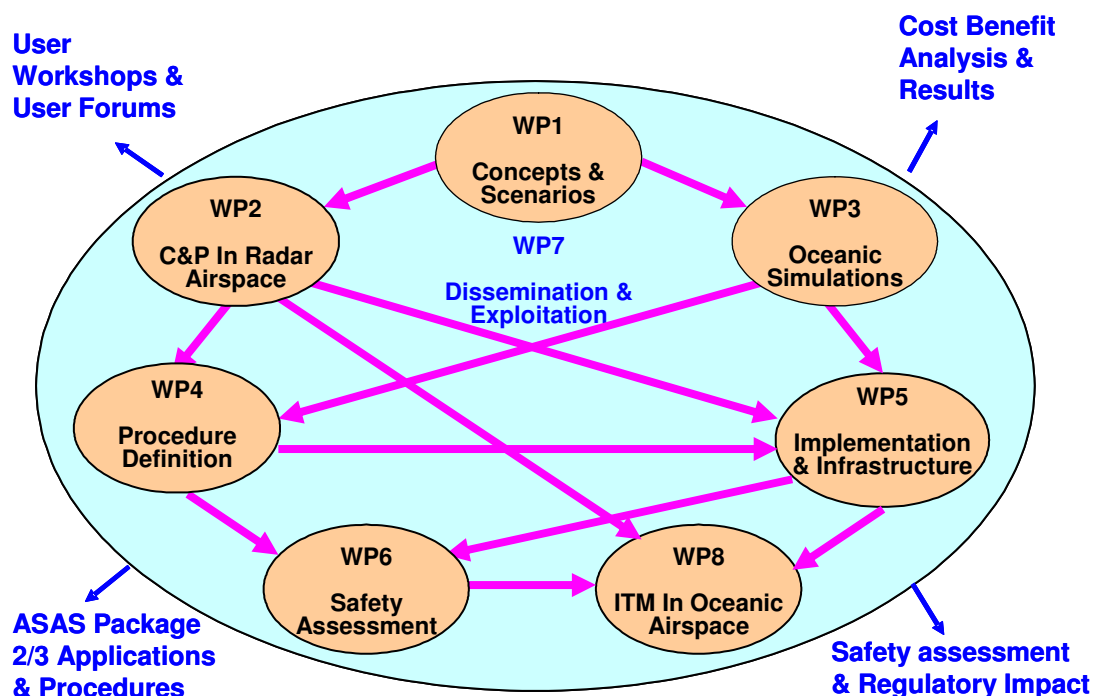 User
Workshops &
User Forums
Cost Benefit
Analysis &
Results
WP1
Concepts &
Scenarios
WP2
C&P In Radar
Airspace
WP3
Oceanic
Simulations
WP7
Dissemination &
Exploitation
WP4
Procedure
Definition
WP5
Implementation
& Infrastructure
WP6
Safety
Assessment
WP8
ITM In Oceanic
Airspace
ASAS Package
2/3 Applications
& Procedures
Safety assessment
& Regulatory Impact